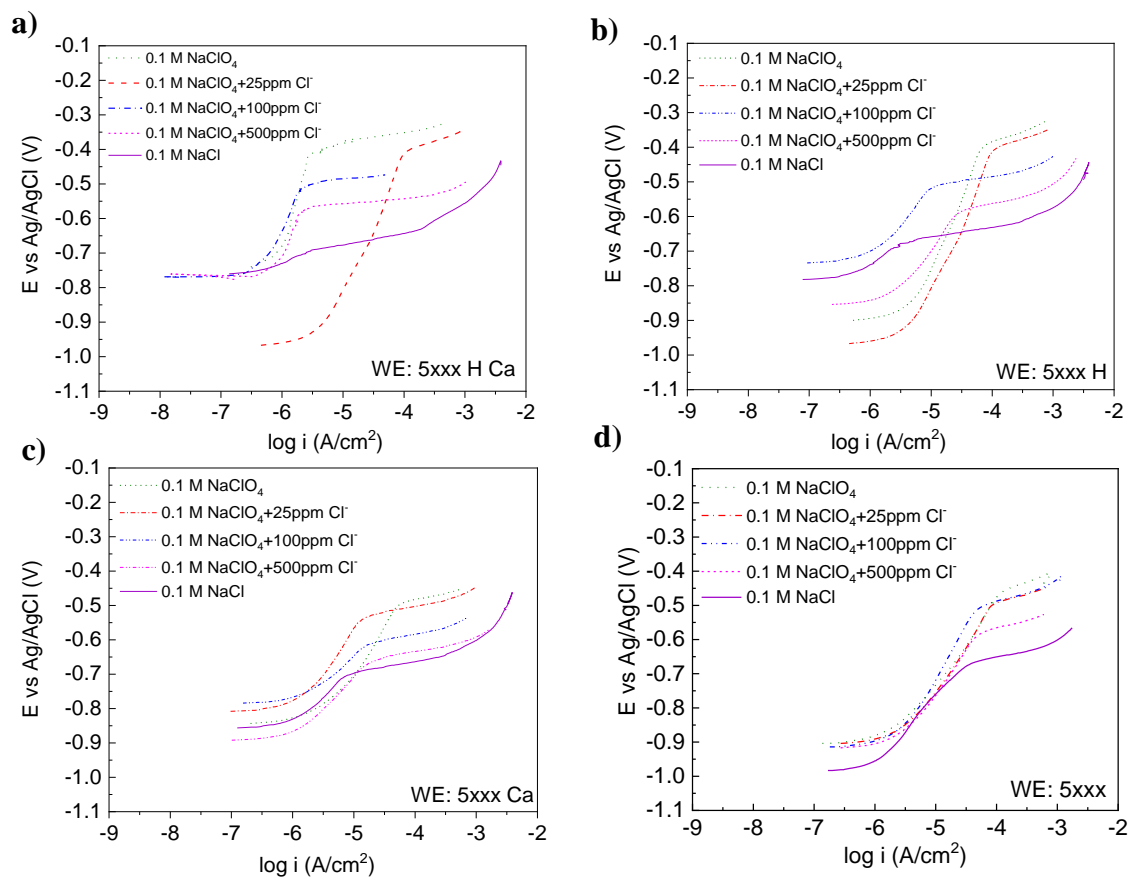 a)
-0.1
-0.2
-0.3
-0.4
-0.5
-0.6
-0.7
-0.8
-0.9
-1.0
-1.1
E vs Ag/AgCl (V)
0.1 M NaClO₄
0.1 M NaClO₄+25ppm Cl⁻
0.1 M NaClO₄+100ppm Cl⁻
0.1 M NaClO₄+500ppm Cl⁻
0.1 M NaCl
WE: 5xxx H Ca
-9 -8 -7 -6 -5 -4 -3 -2
log i (A/cm²)
b)
-0.1
-0.2
-0.3
-0.4
-0.5
-0.6
-0.7
-0.8
-0.9
-1.0
-1.1
E vs Ag/AgCl (V)
0.1 M NaClO₄
0.1 M NaClO₄+25ppm Cl⁻
0.1 M NaClO₄+100ppm Cl⁻
0.1 M NaClO₄+500ppm Cl⁻
0.1 M NaCl
WE: 5xxx H
-9 -8 -7 -6 -5 -4 -3 -2 -1
log i (A/cm²)
c)
-0.1
-0.2
-0.3
-0.4
-0.5
-0.6
-0.7
-0.8
-0.9
-1.0
-1.1
E vs Ag/AgCl (V)
0.1 M NaClO₄
0.1 M NaClO₄+25ppm Cl⁻
0.1 M NaClO₄+100ppm Cl⁻
0.1 M NaClO₄+500ppm Cl⁻
0.1 M NaCl
WE: 5xxx Ca
-9 -8 -7 -6 -5 -4 -3 -2
log i (A/cm²)
d)
-0.1
-0.2
-0.3
-0.4
-0.5
-0.6
-0.7
-0.8
-0.9
-1.0
-1.1
E vs Ag/AgCl (V)
0.1 M NaClO₄
0.1 M NaClO₄+25ppm Cl⁻
0.1 M NaClO₄+100ppm Cl⁻
0.1 M NaClO₄+500ppm Cl⁻
0.1 M NaCl
WE: 5xxx
-9 -8 -7 -6 -5 -4 -3 -2
log i (A/cm²)